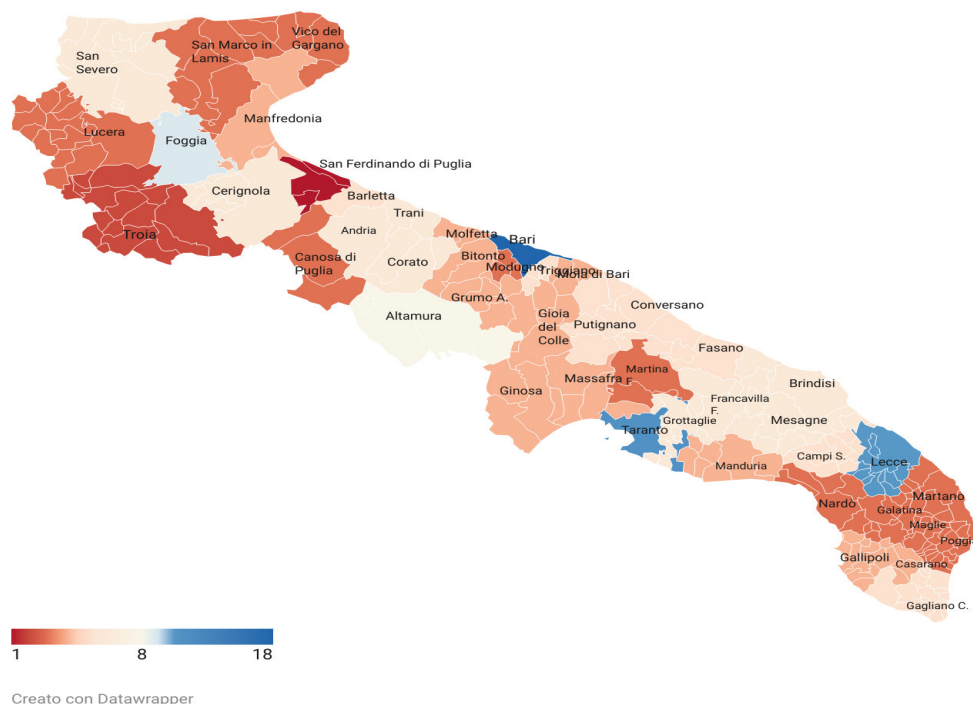 Vico del
Gargano
San Marco in
Lamis
San
Severo
Manfredonia
Lucera
Foggia
San Ferdinando di Puglia
Cerignola
Barletta
Trani
Troia
Andria
Molfetta
Bari
Canosa di
Puglia
Corato
Bitonto
Modugno
Triggiano
Mola di Bari
Grumo A.
Altamura
Gioia
del
Colle
Conversano
Putignano
Fasano
Ginosa
Massafra
Martina
F.
Brindisi
Francavilla
F.
Taranto
Grottaglie
Mesagne
Campi S.
Lecce
Manduria
Nardò
Martano
Galatina
Maglie
Poggia
Gallipoli
Casarano
Gagliano C.
1
8
18
Creato con Datawrapper